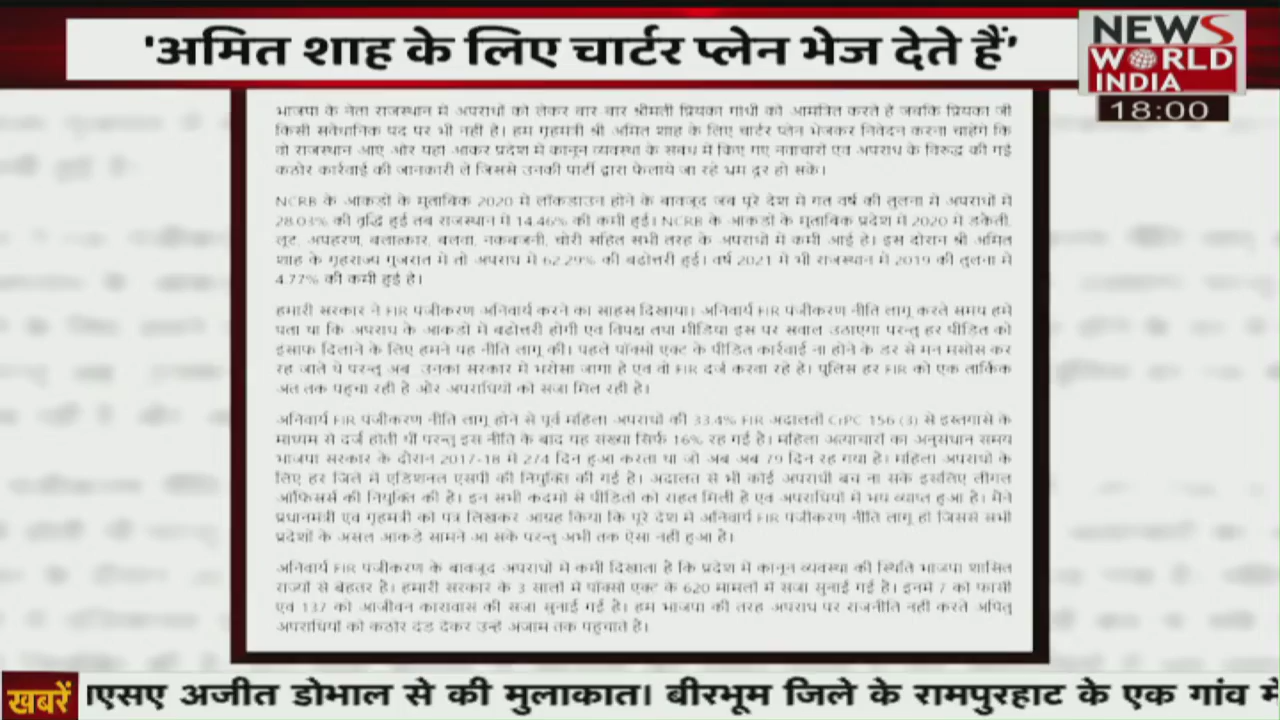 'अमित शाह के लिए चार्टर प्लेन भेज देते हैं'
NEWS
WORLD
INDIA
18:00
भाजपा के नेता राजस्थान में अपराधों को लेकर बार बार श्रीमती प्रियंका गांधी को आमंत्रित करते हैं जबकि प्रियंका जी
किसी संवैधानिक पद पर भी नहीं हैं। हम गृहमंत्री श्री अमित शाह के लिए चार्टर प्लेन भेजकर निवेदन करना चाहेंगे कि
वो राजस्थान आएं और यहां आकर प्रदेश में कानून व्यवस्था के संबंध में किए गए नवाचारों एवं अपराध के विरुद्ध की गई
कठोर कार्रवाई की जानकारी लें जिससे उनकी पार्टी द्वारा फैलाये जा रहे भ्रम दूर हो सकें।
NCRB के आंकड़ों के मुताबिक 2020 में लॉकडाउन होने के बावजूद जब पूरे देश में गत वर्ष की तुलना में अपराधों में
28.03% की वृद्धि हुई तब राजस्थान में 14.46% की कमी हुई। NCRB के आंकड़ों के मुताबिक प्रदेश में 2020 में डकैती,
लूट, अपहरण, बलात्कार, बलवा, नकबजनी, चोरी सहित सभी तरह के अपराधों में कमी आई है। इस दौरान श्री अमित
शाह के गृहराज्य गुजरात में तो अपराध में 62.29% की बढोत्तरी हुई। वर्ष 2021 में भी राजस्थान में 2019 की तुलना में
4.77% की कमी हुई है।
हमारी सरकार ने FIR पंजीकरण अनिवार्य करने का साहस दिखाया। अनिवार्य FIR पंजीकरण नीति लागू करते समय हमें
पता था कि अपराध के आंकड़ों में बढोत्तरी होगी एवं विपक्ष तथा मीडिया इस पर सवाल उठाएगा परन्तु हर पीड़ित को
इंसाफ दिलाने के लिए हमने यह नीति लागू की। पहले पॉक्सो एक्ट के पीड़ित कार्रवाई ना होने के डर से मन मसोस कर
रह जाते थे परन्तु अब उनका सरकार में भरोसा जागा है एवं वो FIR दर्ज करवा रहे हैं। पुलिस हर FIR को एक तार्किक
अंत तक पहुंचा रही है और अपराधियों को सजा मिल रही है।
अनिवार्य FIR पंजीकरण नीति लागू होने से पूर्व महिला अपराधों की 33.4% FIR अदालती CrPC 156 (3) से इस्तगासे के
माध्यम से दर्ज होती थीं परन्तु इस नीति के बाद यह संख्या सिर्फ 16% रह गई है। महिला अत्याचारों का अनुसंधान समय
भाजपा सरकार के दौरान 2017-18 में 274 दिन हुआ करता था जो अब अब 79 दिन रह गया है। महिला अपराधों के
लिए हर जिले में एडिशनल एसपी की नियुक्ति की गई है। अदालत से भी कोई अपराधी बच ना सके इसलिए लीगल
ऑफिसर्स की नियुक्ति की है। इन सभी कदमों से पीड़ितों को राहत मिली है एवं अपराधियों में भय व्याप्त हुआ है। मैंने
प्रधानमंत्री एवं गृहमंत्री को पत्र लिखकर आग्रह किया कि पूरे देश में अनिवार्य FIR पंजीकरण नीति लागू हो जिससे सभी
प्रदेशों के असल आंकड़े सामने आ सकें परन्तु अभी तक ऐसा नहीं हुआ है।
अनिवार्य FIR पंजीकरण के बावजूद अपराधों में कमी दिखाता है कि प्रदेश में कानून व्यवस्था की स्थिति भाजपा शासित
राज्यों से बेहतर है। हमारी सरकार के 3 सालों में पॉक्सो एक्ट के 620 मामलों में सजा सुनाई गई है। इनमें 7 को फांसी
एवं 137 को आजीवन कारावास की सजा सुनाई गई है। हम भाजपा की तरह अपराध पर राजनीति नहीं करते अपितु
अपराधियों को कठोर दंड देकर उन्हें अंजाम तक पहुंचाते हैं।
खबरें
एसए अजीत डोभाल से की मुलाकात। बीरभूम जिले के रामपुरहाट के एक गांव में